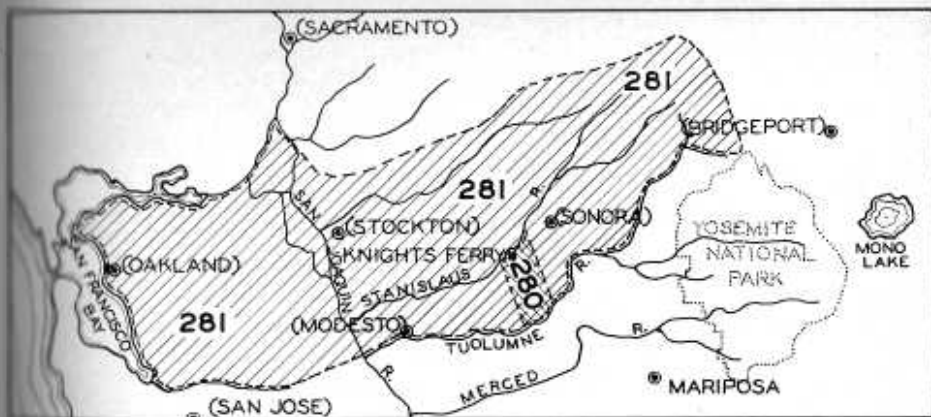 (SACRAMENTO)
281
(BRIDGEPORT)
281
SAN
JOAQUIN
R.
R.
(STOCKTON)
(SONORA)
KNIGHTS FERRY
YOSEMITE
NATIONAL
PARK
MONO
LAKE
(OAKLAND)
SAN FRANCISCO
BAY
STANISLAUS
280
R.
281
(MODESTO)
TUOLUMNE
R.
MERCED
MARIPOSA
(SAN JOSE)